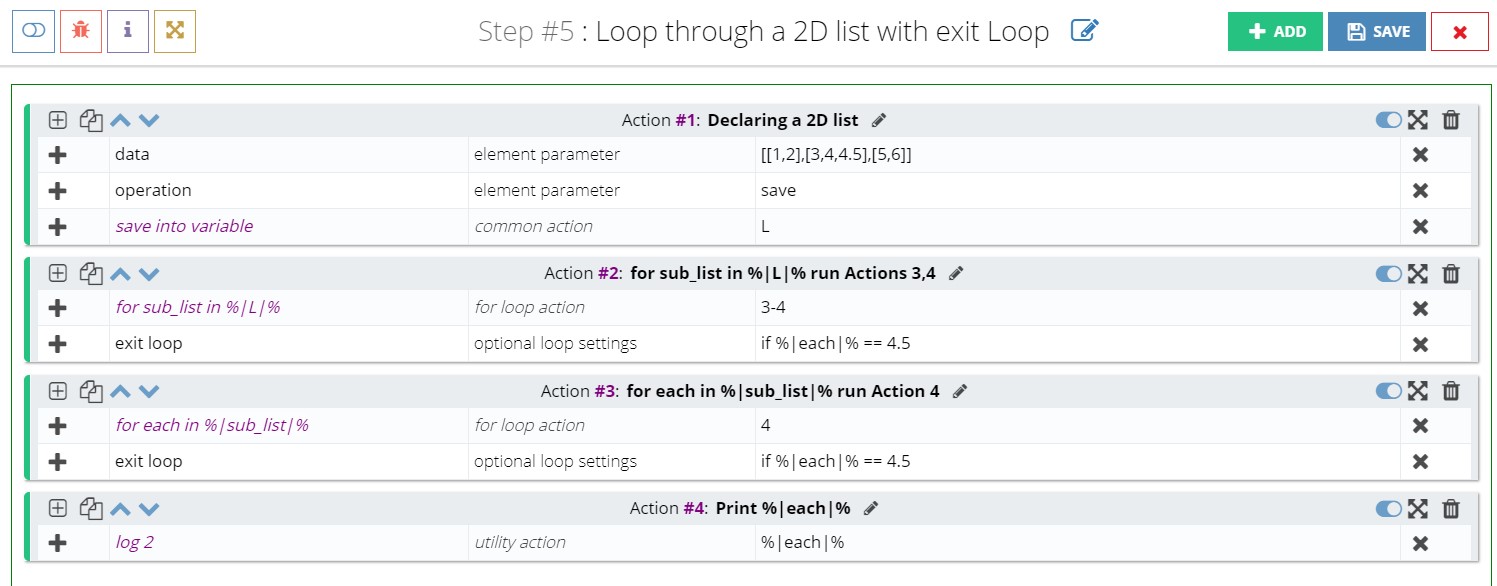 Step #5 : Loop through a 2D list with exit Loop
ADD
SAVE
Action #1: Declaring a 2D list
data element parameter [[1,2],[3,4,4.5],[5,6]]
operation element parameter save
save into variable common action L
Action #2: for sub_list in %|L|% run Actions 3,4
for sub_list in %|L|% for loop action 3-4
exit loop optional loop settings if %|each|% == 4.5
Action #3: for each in %|sub_list|% run Action 4
for each in %|sub_list|% for loop action 4
exit loop optional loop settings if %|each|% == 4.5
Action #4: Print %|each|%
log 2 utility action %|each|%